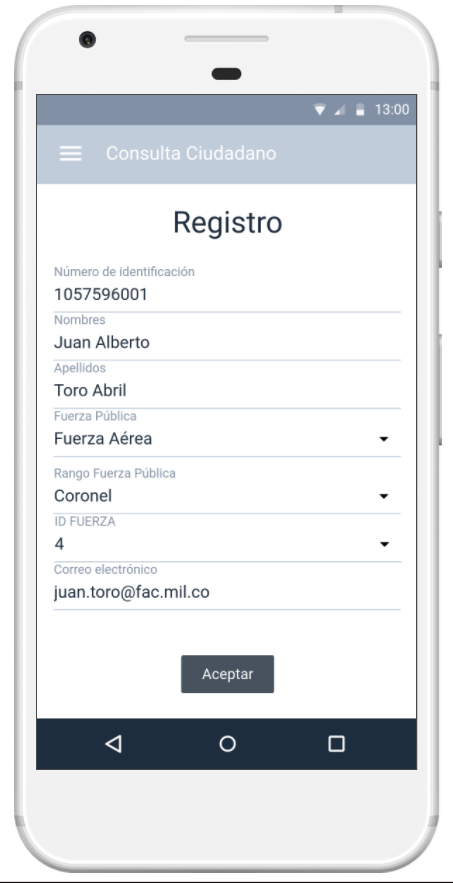 13:00
Consulta Ciudadano
Registro
Número de identificación
1057596001
Nombres
Juan Alberto
Apellidos
Toro Abril
Fuerza Pública
Fuerza Aérea
Rango Fuerza Pública
Coronel
ID FUERZA
4
Correo electrónico
juan.toro@fac.mil.co
Aceptar